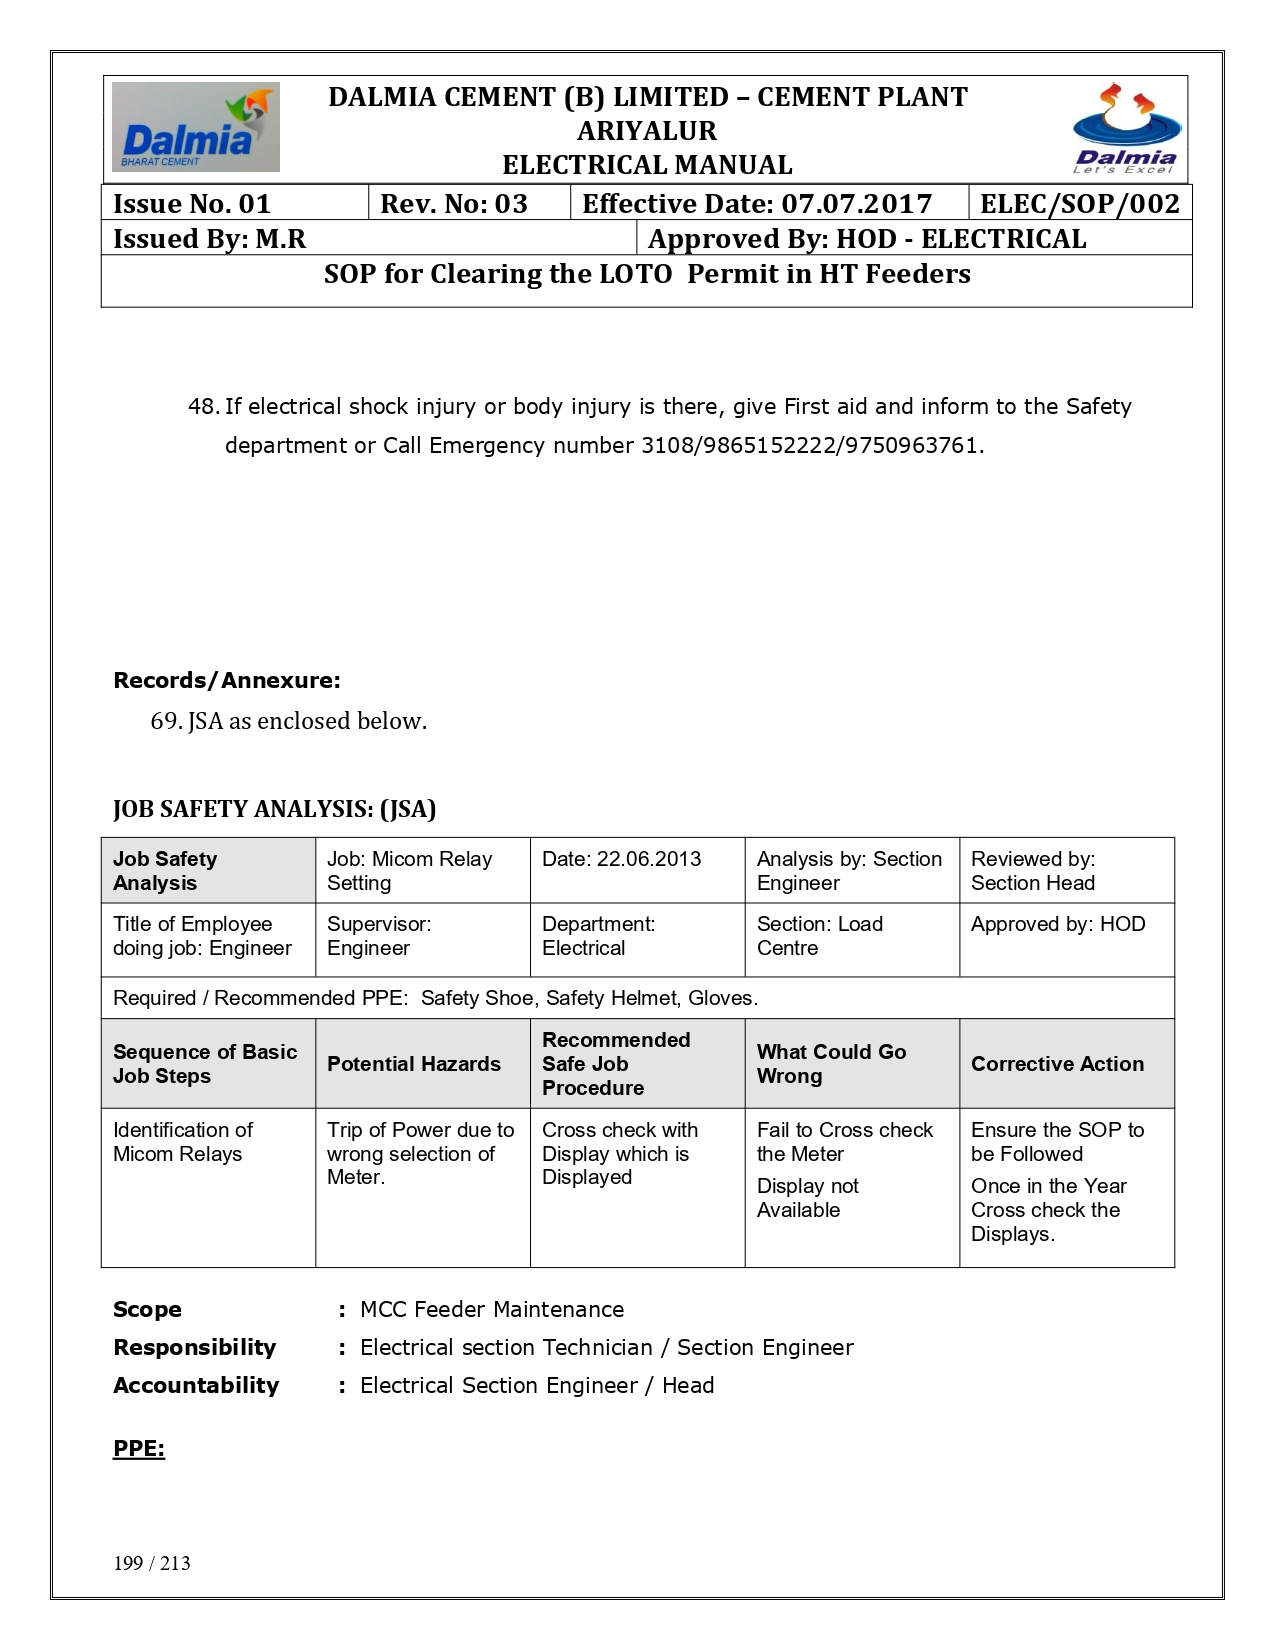 Dalmia
BHARAT CEMENT
DALMIA CEMENT (B) LIMITED – CEMENT PLANT
ARIYALUR
ELECTRICAL MANUAL
Dalmia
Let's Excel
Issue No. 01 Rev. No: 03 Effective Date: 07.07.2017 ELEC/SOP/002
Issued By: M.R Approved By: HOD - ELECTRICAL
SOP for Clearing the LOTO Permit in HT Feeders
48. If electrical shock injury or body injury is there, give First aid and inform to the Safety
department or Call Emergency number 3108/9865152222/9750963761.
Records/Annexure:
69. JSA as enclosed below.
JOB SAFETY ANALYSIS: (JSA)
Job Safety
Analysis
Job: Micom Relay
Setting
Date: 22.06.2013
Analysis by: Section
Engineer
Reviewed by:
Section Head
Title of Employee
doing job: Engineer
Supervisor:
Engineer
Department:
Electrical
Section: Load
Centre
Approved by: HOD
Required / Recommended PPE: Safety Shoe, Safety Helmet, Gloves.
Sequence of Basic
Job Steps
Potential Hazards
Recommended
Safe Job
Procedure
What Could Go
Wrong
Corrective Action
Identification of
Micom Relays
Trip of Power due to
wrong selection of
Meter.
Cross check with
Display which is
Displayed
Fail to Cross check
the Meter
Display not
Available
Ensure the SOP to
be Followed
Once in the Year
Cross check the
Displays.
Scope : MCC Feeder Maintenance
Responsibility : Electrical section Technician / Section Engineer
Accountability : Electrical Section Engineer / Head
PPE:
199 / 213